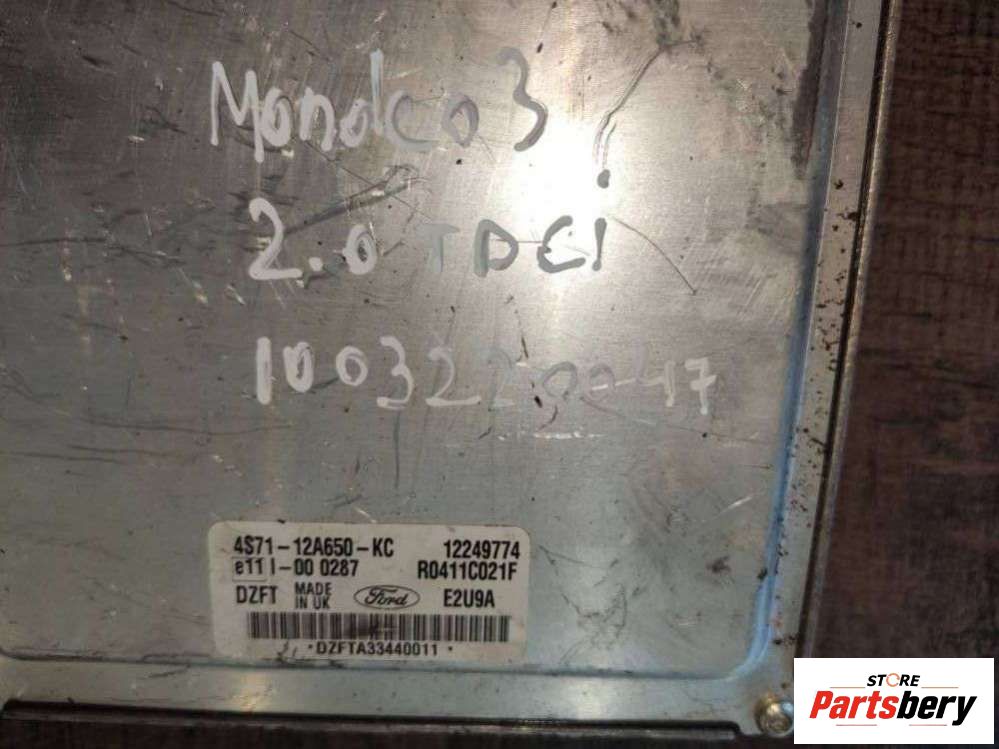 Mondeo 3
2.0 TDCi
1003220047
4S71-12A650-KC 12249774
e11 I-00 0287 R0411C021F
DZFT MADE IN UK Ford E2U9A
*DZFTA33440011*
STORE
Partsbery